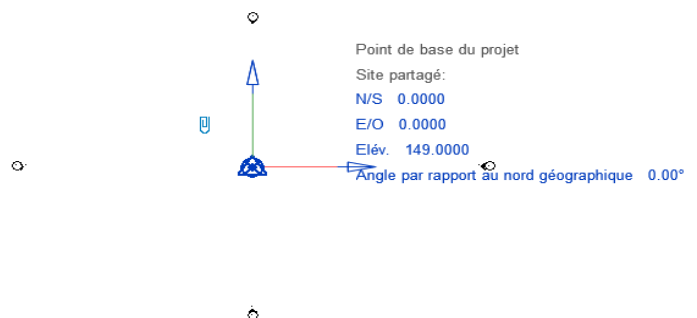 Point de base du projet
Site partagé:
N/S 0.0000
E/O 0.0000
Elév. 149.0000
Angle par rapport au nord géographique 0.00°